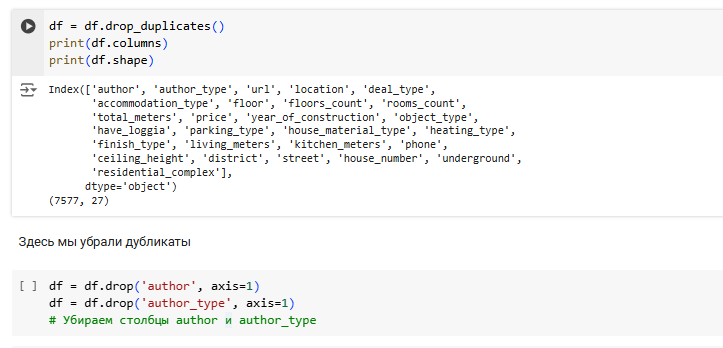 df = df.drop_duplicates()
print(df.columns)
print(df.shape)
Index(['author', 'author_type', 'url', 'location', 'deal_type',
'accommodation_type', 'floor', 'floors_count', 'rooms_count',
'total_meters', 'price', 'year_of_construction', 'object_type',
'have_loggia', 'parking_type', 'house_material_type', 'heating_type',
'finish_type', 'living_meters', 'kitchen_meters', 'phone',
'ceiling_height', 'district', 'street', 'house_number', 'underground',
'residential_complex'],
dtype='object')
(7577, 27)
Здесь мы убрали дубликаты
[ ] df = df.drop('author', axis=1)
df = df.drop('author_type', axis=1)
# Убираем столбцы author и author_type